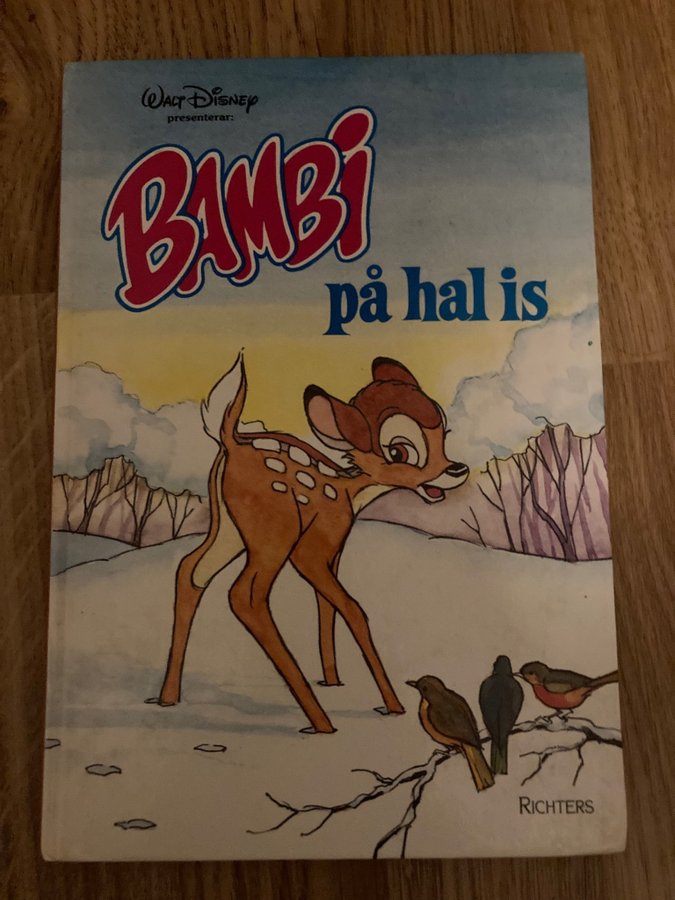 WALT DISNEY
presenterar:
BAMBi
på hal is
RICHTERS